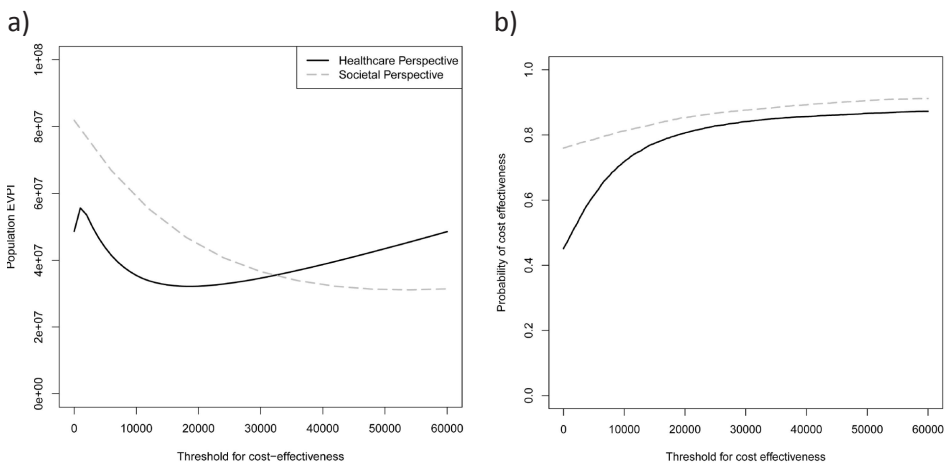 a)
b)
Population EVPI
0e+00 2e+07 4e+07 6e+07 8e+07 1e+08
Healthcare Perspective
Societal Perspective
0 10000 20000 30000 40000 50000 60000
Threshold for cost-effectiveness
Probability of cost effectiveness
0.0 0.2 0.4 0.6 0.8 1.0
0 10000 20000 30000 40000 50000 60000
Threshold for cost effectiveness